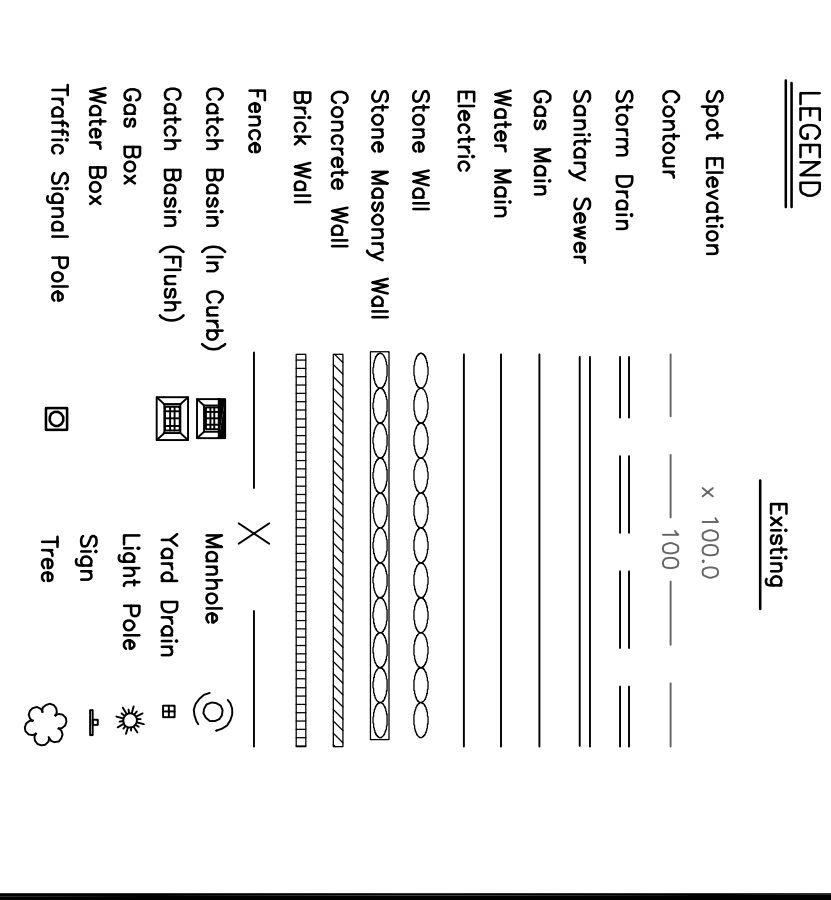 LEGEND
Existing
Spot Elevation x 100.0
Contour 100
Storm Drain
Sanitary Sewer
Gas Main
Water Main
Electric
Stone Wall
Stone Masonry Wall
Concrete Wall
Brick Wall
Fence
Catch Basin (In Curb) Manhole
Catch Basin (Flush) Yard Drain
Gas Box Light Pole
Water Box Sign
Traffic Signal Pole Tree